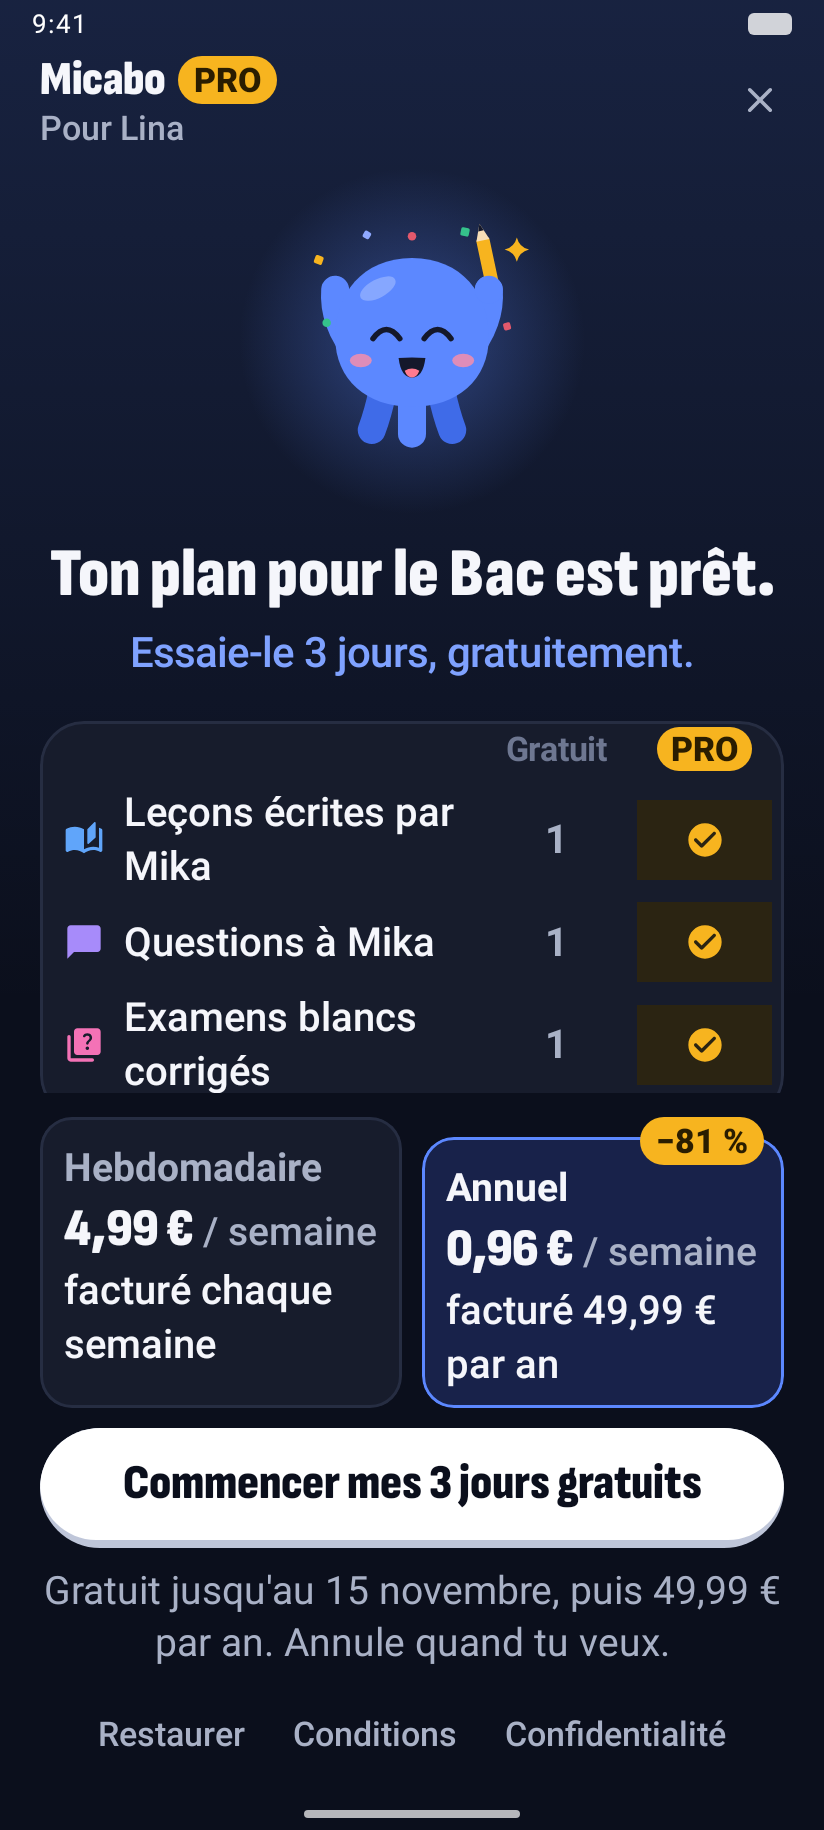 9:41
Micabo PRO
Pour Lina
Ton plan pour le Bac est prêt.
Essaie-le 3 jours, gratuitement.
Gratuit PRO
Leçons écrites par
Mika
1
Questions à Mika
1
Examens blancs
corrigés
1
Hebdomadaire
4,99 € / semaine
facturé chaque
semaine
−81 %
Annuel
0,96 € / semaine
facturé 49,99 €
par an
Commencer mes 3 jours gratuits
Gratuit jusqu'au 15 novembre, puis 49,99 €
par an. Annule quand tu veux.
Restaurer Conditions Confidentialité